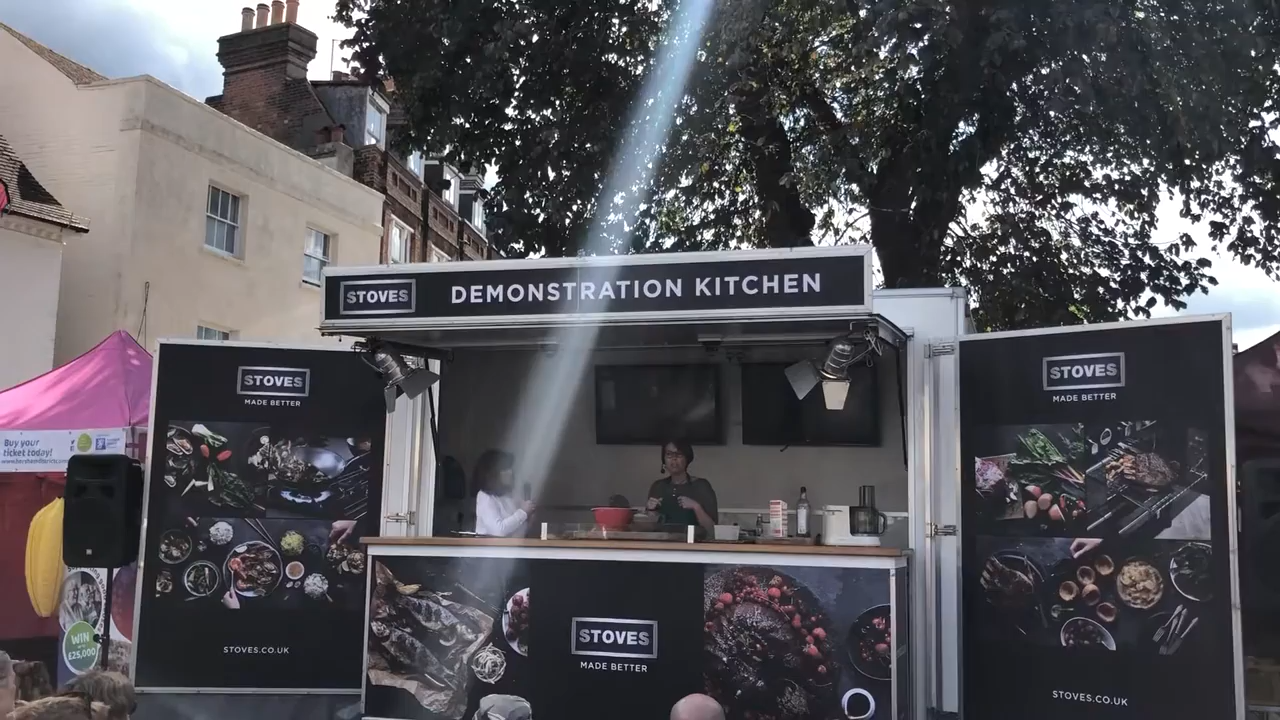 STOVES
DEMONSTRATION KITCHEN
STOVES
MADE BETTER
STOVES.CO.UK
Buy your
ticket today!
WIN
£25,000
STOVES
MADE BETTER
STOVES
MADE BETTER
STOVES.CO.UK